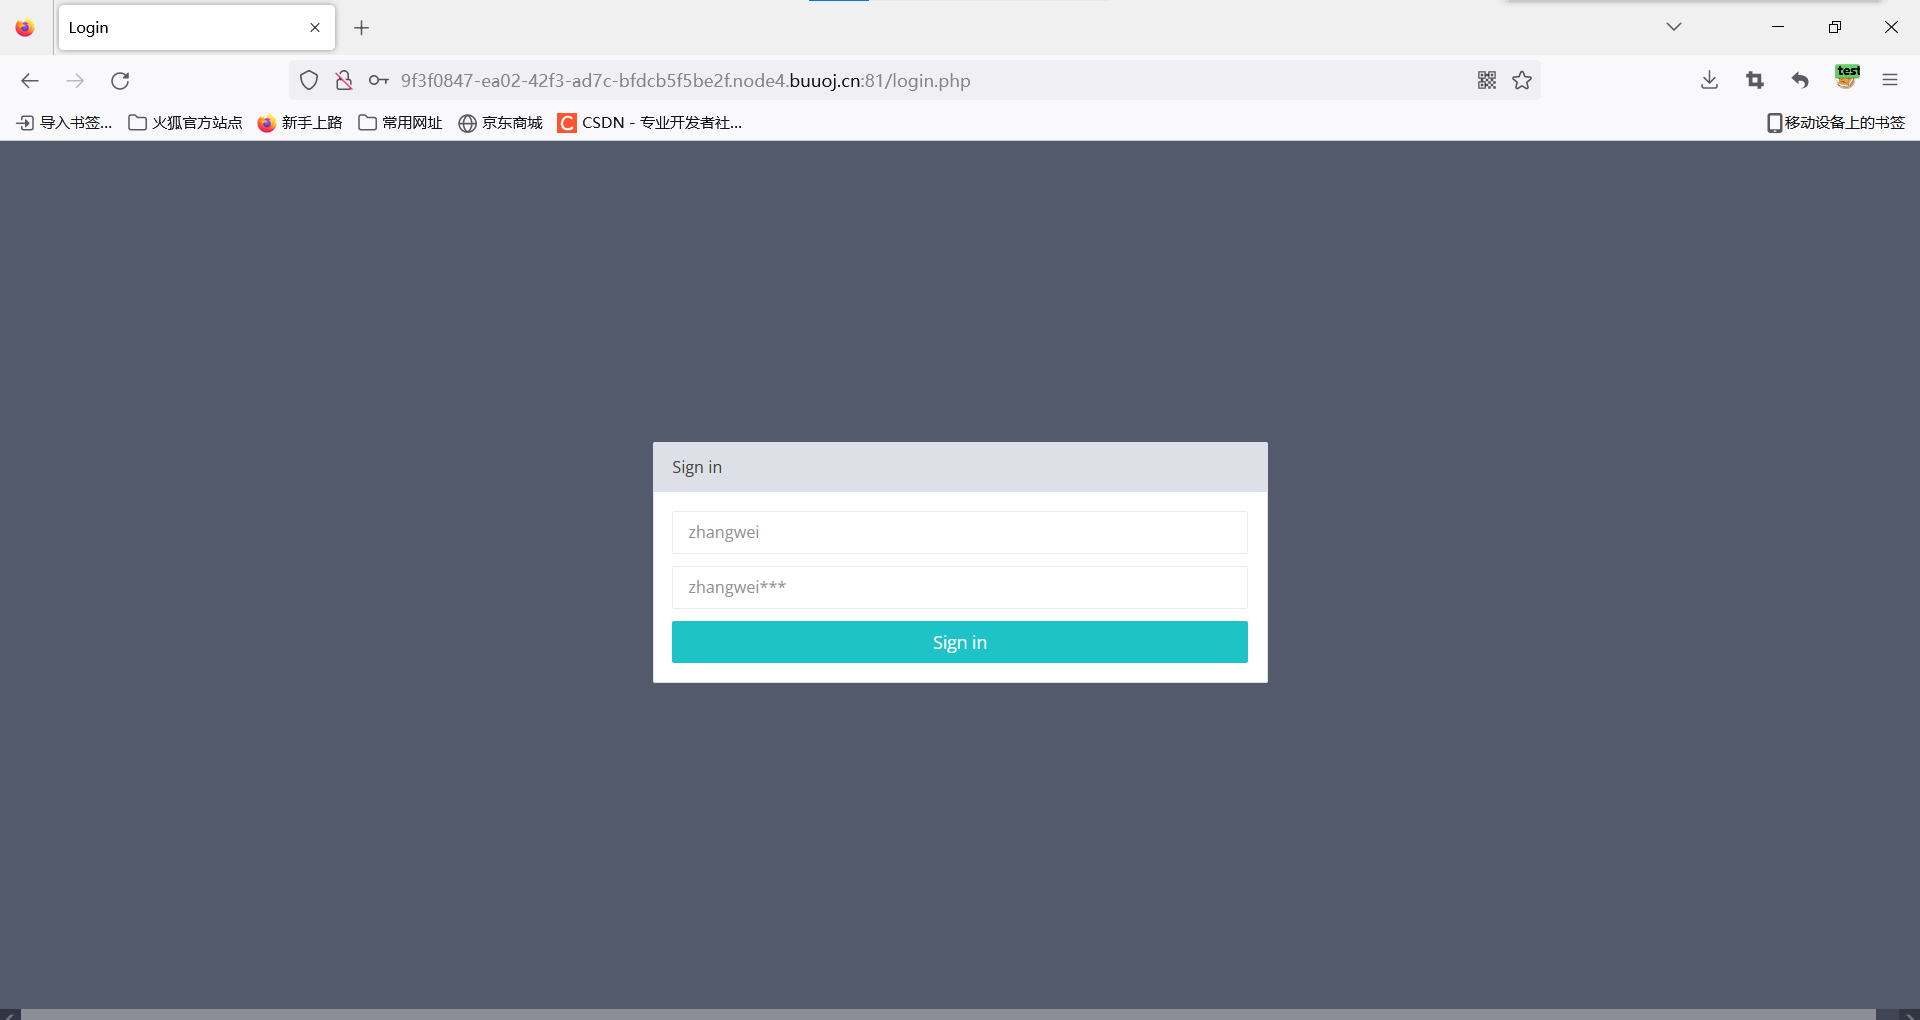 Login
9f3f0847-ea02-42f3-ad7c-bfdcb5f5be2f.node4.buuoj.cn:81/login.php
test
导入书签... 火狐官方站点 新手上路 常用网址 京东商城 C CSDN - 专业开发者社... 移动设备上的书签
Sign in
zhangwei
zhangwei***
Sign in